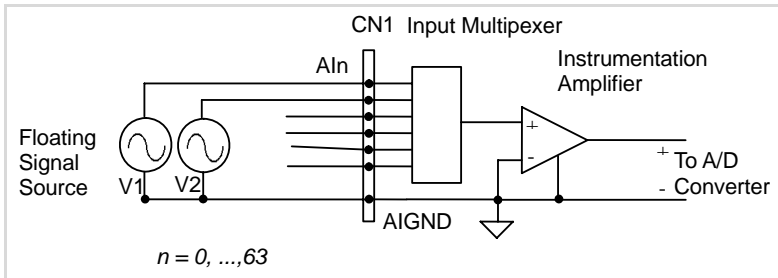 CN1 Input Multipexer
AIn
Instrumentation
Amplifier
Floating
Signal
Source
V1
V2
+
-
+
-
To A/D
Converter
AIGND
n = 0, ...,63